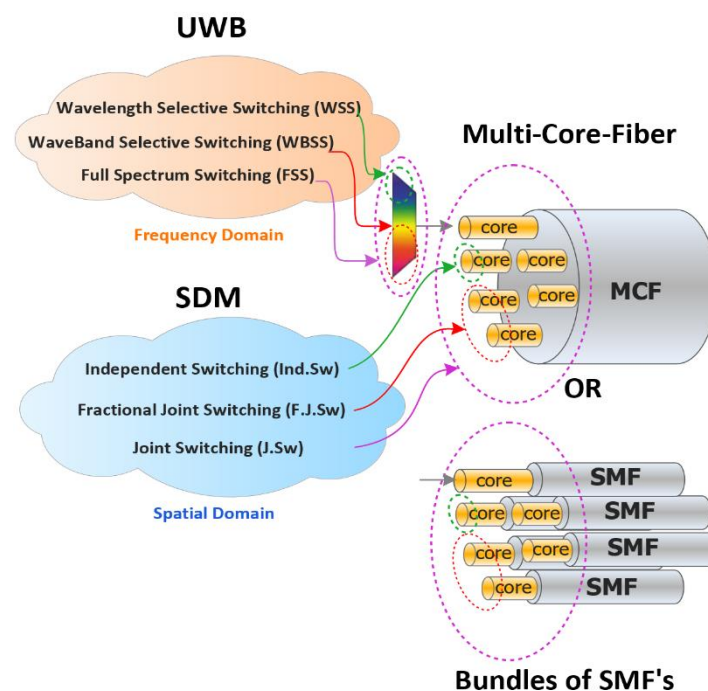 UWB
Wavelength Selective Switching (WSS)
WaveBand Selective Switching (WBSS)
Full Spectrum Switching (FSS)
Frequency Domain
SDM
Independent Switching (Ind.Sw)
Fractional Joint Switching (F.J.Sw)
Joint Switching (J.Sw)
Spatial Domain
Multi-Core-Fiber
core
core
core
core
core
core
MCF
OR
core
SMF
core
core
SMF
core
core
SMF
core
SMF
Bundles of SMF's